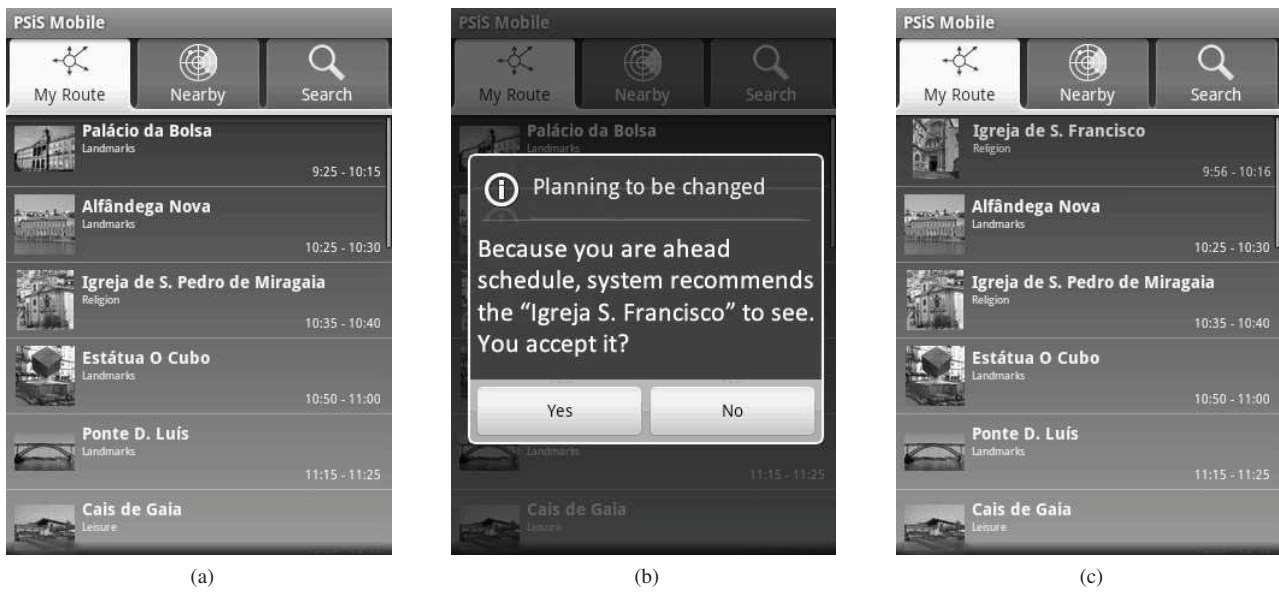 PSiS Mobile
My Route Nearby Search
Palácio da Bolsa
Landmarks
9:25 - 10:15
Alfândega Nova
Landmarks
10:25 - 10:30
Igreja de S. Pedro de Miragaia
Religion
10:35 - 10:40
Estátua O Cubo
Landmarks
10:50 - 11:00
Ponte D. Luís
Landmarks
11:15 - 11:25
Cais de Gaia
Leisure
(a)
PSiS Mobile
My Route Nearby Search
Palácio da Bolsa
Landmarks
Planning to be changed
Because you are ahead
schedule, system recommends
the “Igreja S. Francisco” to see.
You accept it?
Yes No
Landmarks
11:15 - 11:25
Cais de Gaia
Leisure
(b)
PSiS Mobile
My Route Nearby Search
Igreja de S. Francisco
Religion
9:56 - 10:16
Alfândega Nova
Landmarks
10:25 - 10:30
Igreja de S. Pedro de Miragaia
Religion
10:35 - 10:40
Estátua O Cubo
Landmarks
10:50 - 11:00
Ponte D. Luís
Landmarks
11:15 - 11:25
Cais de Gaia
Leisure
(c)